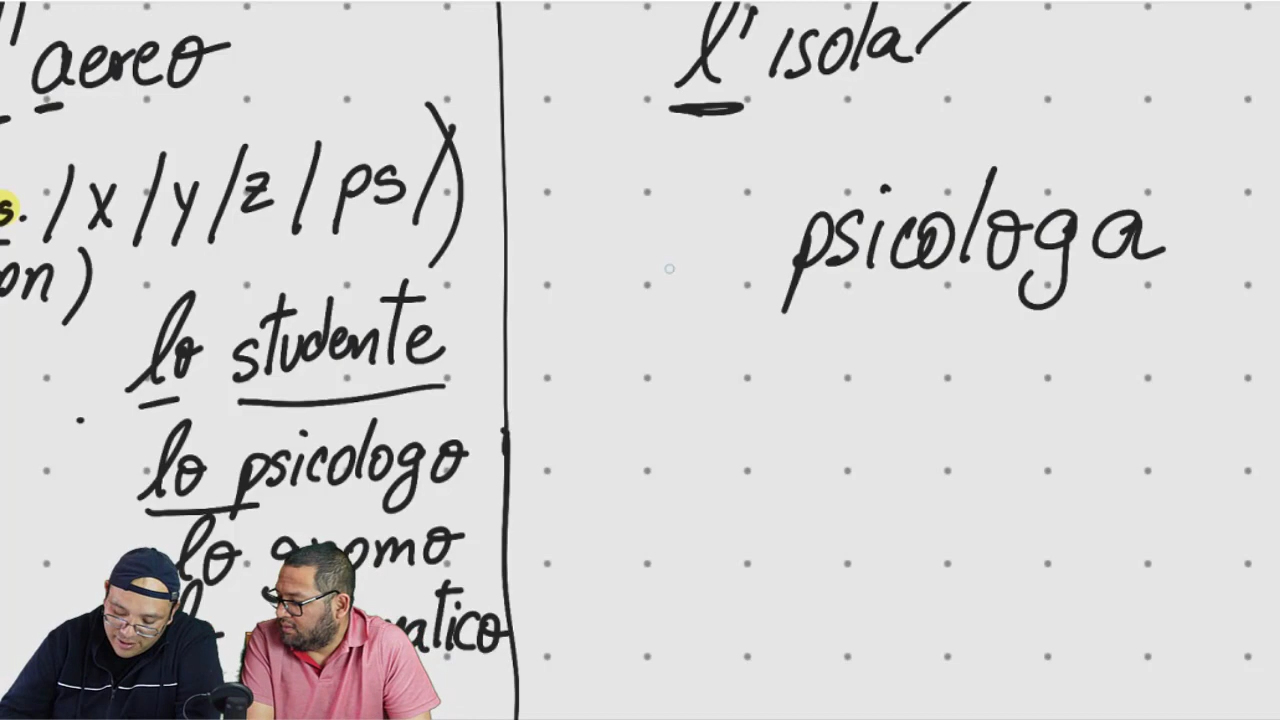 l' aereo
s. / x / y / z / ps / )
on)
lo studente
lo psicologo
lo gnomo
l'isola
psicologa